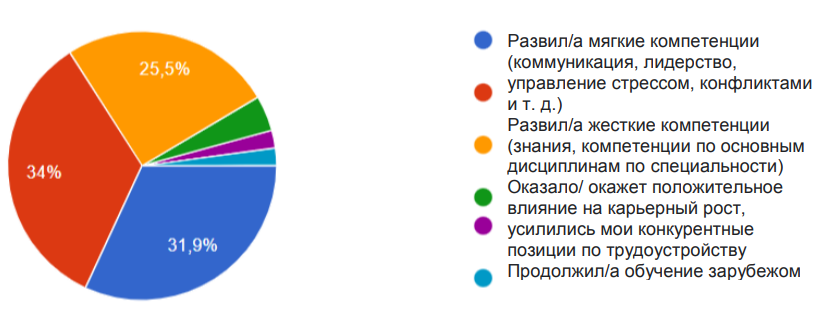 25,5%
34%
31,9%
Развил/а мягкие компетенции
(коммуникация, лидерство,
управление стрессом, конфликтами
и т. д.)
Развил/а жесткие компетенции
(знания, компетенции по основным
дисциплинам по специальности)
Оказало/ окажет положительное
влияние на карьерный рост,
усилились мои конкурентные
позиции по трудоустройству
Продолжил/а обучение зарубежом